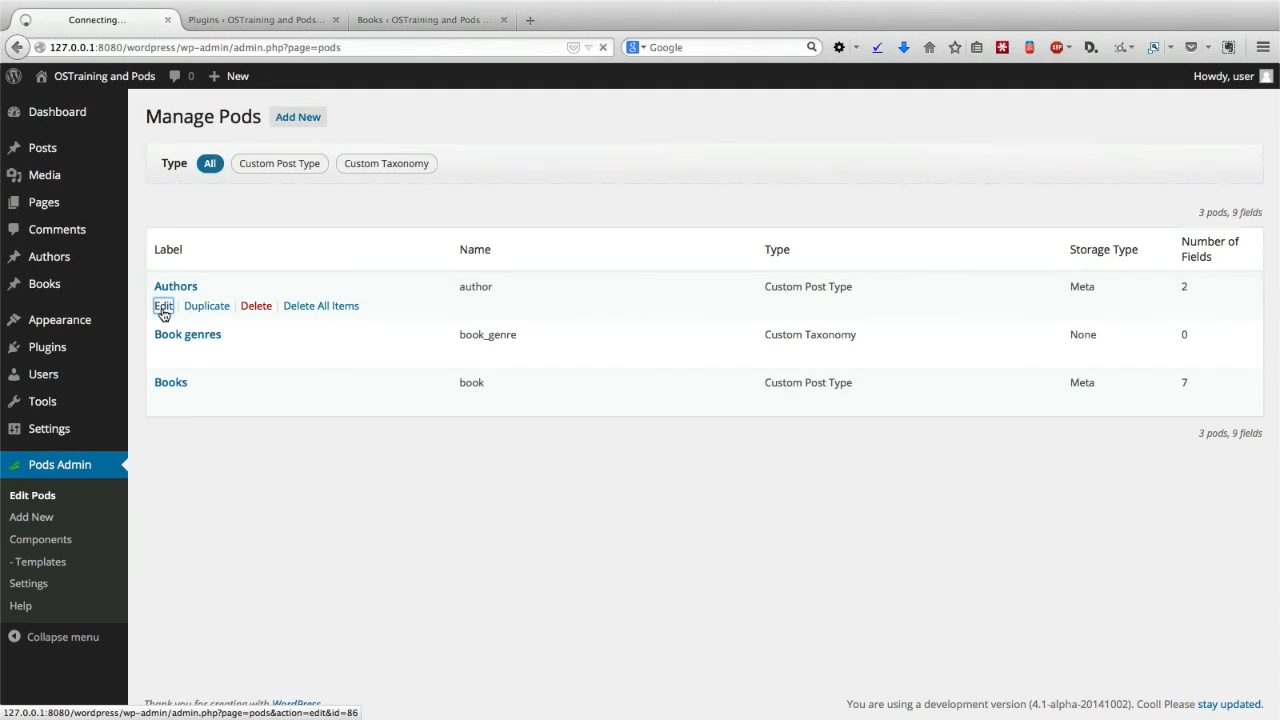 Connecting...
Plugins ‹ OSTraining and Pods...
Books ‹ OSTraining and Pods ...
127.0.0.1:8080/wordpress/wp-admin/admin.php?page=pods
Google
OSTraining and Pods
0
New
Howdy, user
Dashboard
Posts
Media
Pages
Comments
Authors
Books
Appearance
Plugins
Users
Tools
Settings
Pods Admin
Edit Pods
Add New
Components
- Templates
Settings
Help
Collapse menu
Manage Pods Add New
Type All Custom Post Type Custom Taxonomy
3 pods, 9 fields
Label Name Type Storage Type Number of Fields
Authors author Custom Post Type Meta 2
Edit | Duplicate | Delete | Delete All Items
Book genres book_genre Custom Taxonomy None 0
Books book Custom Post Type Meta 7
3 pods, 9 fields
Thank you for creating with WordPress.
You are using a development version (4.1-alpha-20141002). Cool! Please stay updated.
127.0.0.1:8080/wordpress/wp-admin/admin.php?page=pods&action=edit&id=86